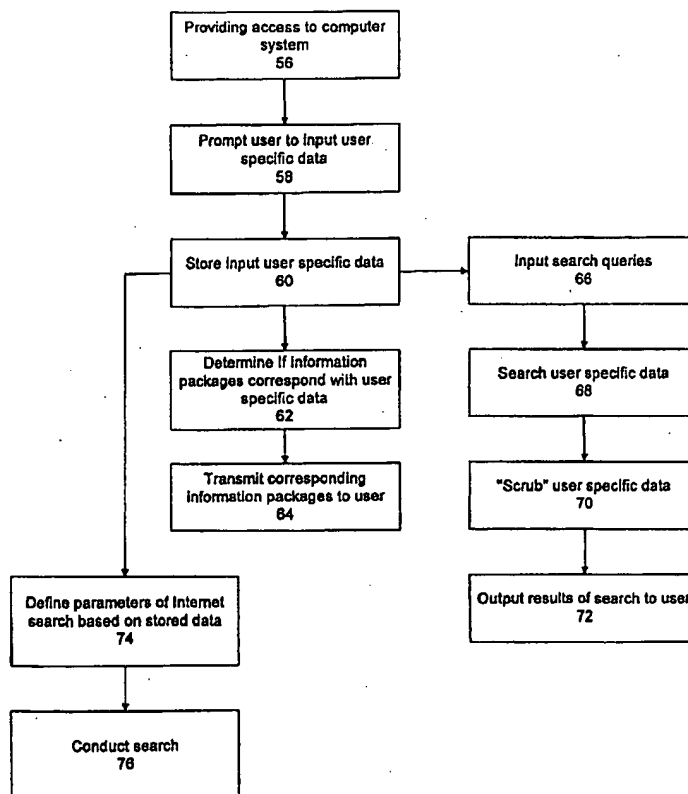 Providing access to computer
system
56
Prompt user to input user
specific data
58
Store input user specific data
60
Input search queries
66
Determine if information
packages correspond with user
specific data
62
Search user specific data
68
Transmit corresponding
information packages to user
64
"Scrub" user specific data
70
Define parameters of Internet
search based on stored data
74
Output results of search to user
72
Conduct search
76